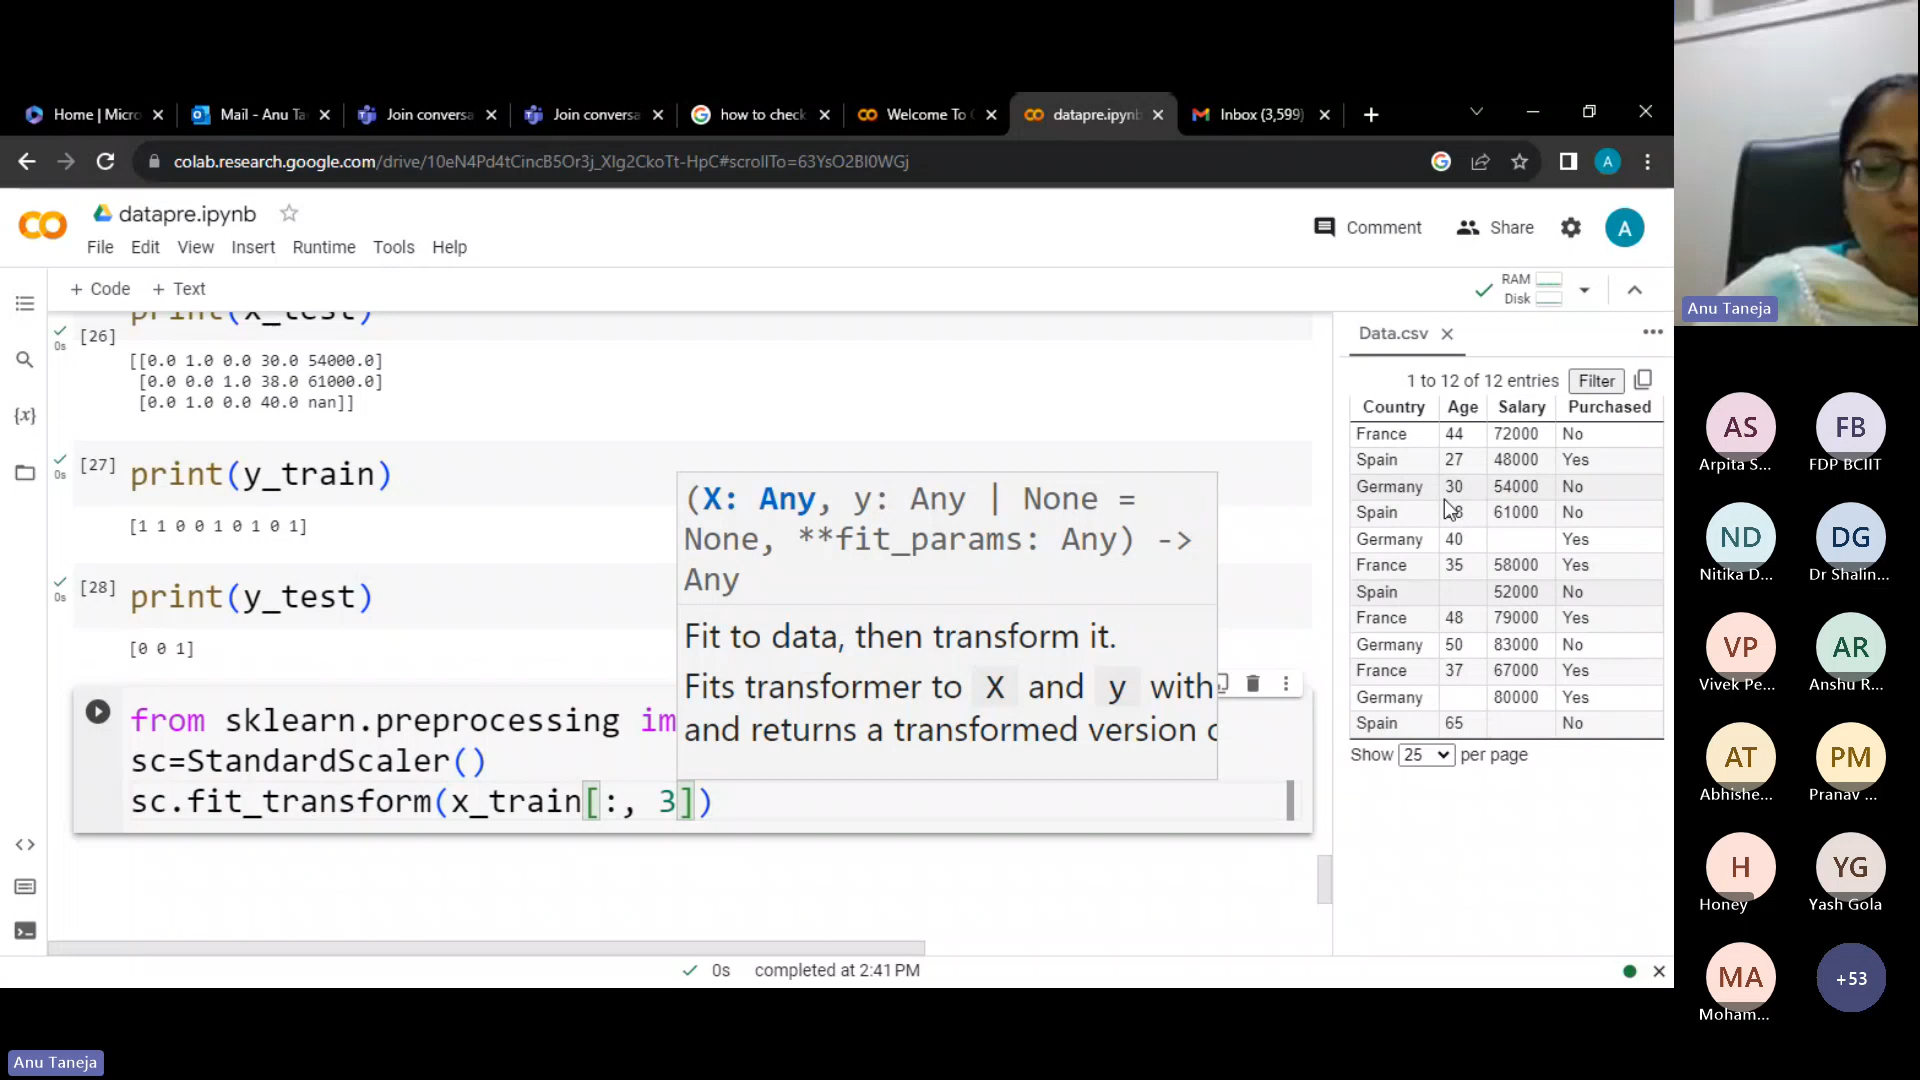 Home | Micro
Mail - Anu Ta
Join conversa
Join conversa
how to check
Welcome To C
datapre.ipynb
Inbox (3,599)
colab.research.google.com/drive/10eN4Pd4tCincB5Or3j_XIg2CkoTt-HpC#scrollTo=63YsO2BI0WGj
A
datapre.ipynb
Comment
Share
A
File Edit View Insert Runtime Tools Help
+ Code + Text
RAM
Disk
{x}
print(x_test)
[26]
0s
[[0.0 1.0 0.0 30.0 54000.0]
[0.0 0.0 1.0 38.0 61000.0]
[0.0 1.0 0.0 40.0 nan]]
[27] print(y_train)
0s
[1 1 0 0 1 0 1 0 1]
[28] print(y_test)
0s
[0 0 1]
from sklearn.preprocessing im
sc=StandardScaler()
sc.fit_transform(x_train[:, 3])
(X: Any, y: Any | None =
None, **fit_params: Any) ->
Any
Fit to data, then transform it.
Fits transformer to X and y with
and returns a transformed version
Data.csv
1 to 12 of 12 entries Filter
Country Age Salary Purchased
France 44 72000 No
Spain 27 48000 Yes
Germany 30 54000 No
Spain 8 61000 No
Germany 40 Yes
France 35 58000 Yes
Spain 52000 No
France 48 79000 Yes
Germany 50 83000 No
France 37 67000 Yes
Germany 80000 Yes
Spain 65 No
Show 25 per page
0s completed at 2:41 PM
Anu Taneja
Anu Taneja
AS
Arpita S...
FB
FDP BCIIT
ND
Nitika D...
DG
Dr Shalin...
VP
Vivek Pe...
AR
Anshu R...
AT
Abhishe...
PM
Pranav ...
H
Honey
YG
Yash Gola
MA
Moham...
+53